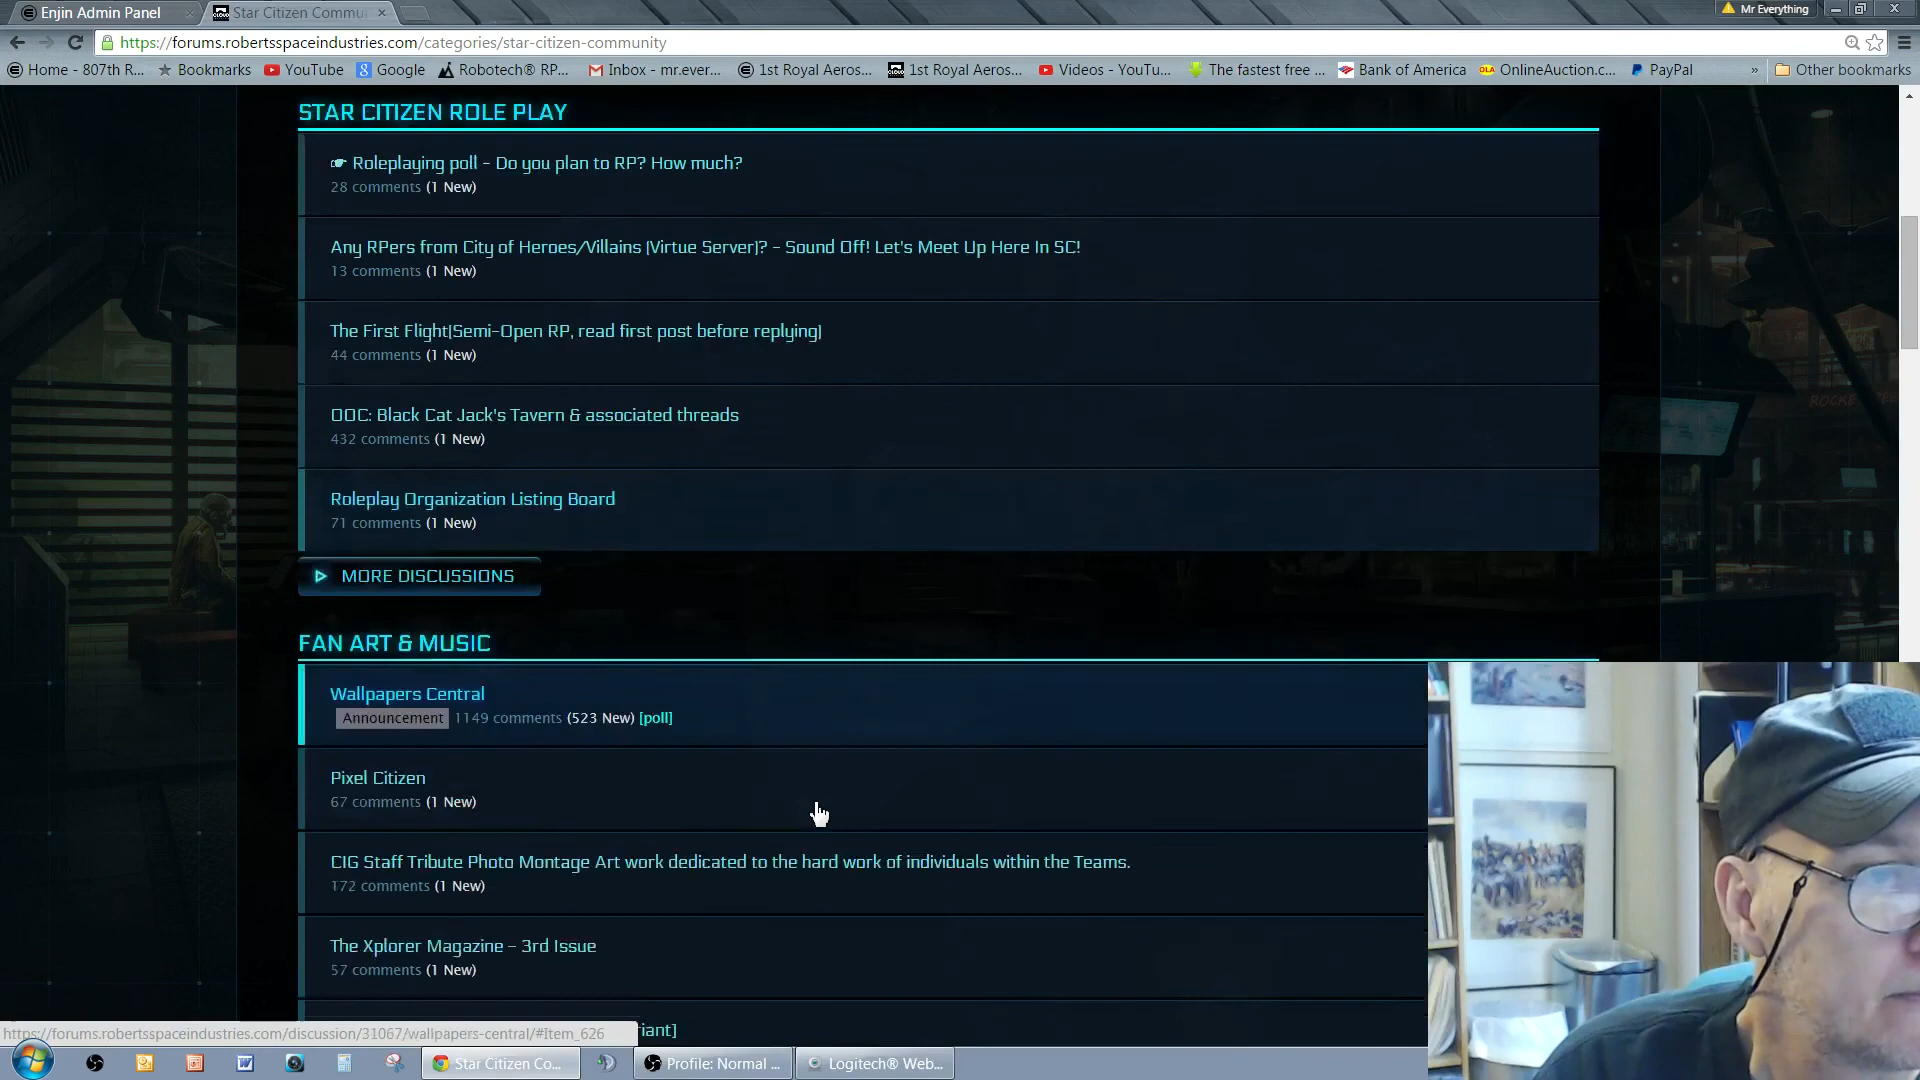 Enjin Admin Panel
Star Citizen Commu
Mr Everything
https://forums.robertsspaceindustries.com/categories/star-citizen-community
Home - 807th R... Bookmarks YouTube Google Robotech® RP... Inbox - mr.ever... 1st Royal Aeros... 1st Royal Aeros... Videos - YouTu... The fastest free ... Bank of America OnlineAuction.c... PayPal » Other bookmarks
STAR CITIZEN ROLE PLAY
Roleplaying poll - Do you plan to RP? How much?
28 comments (1 New)
Any RPers from City of Heroes/Villains (Virtue Server)? - Sound Off! Let's Meet Up Here In SC!
13 comments (1 New)
The First Flight(Semi-Open RP, read first post before replying)
44 comments (1 New)
OOC: Black Cat Jack's Tavern & associated threads
432 comments (1 New)
Roleplay Organization Listing Board
71 comments (1 New)
MORE DISCUSSIONS
FAN ART & MUSIC
Wallpapers Central
Announcement 1149 comments (523 New) [poll]
Pixel Citizen
67 comments (1 New)
CIG Staff Tribute Photo Montage Art work dedicated to the hard work of individuals within the Teams.
172 comments (1 New)
The Xplorer Magazine - 3rd Issue
57 comments (1 New)
iant]
https://forums.robertsspaceindustries.com/discussion/31067/wallpapers-central/#Item_626
Star Citizen Co... Profile: Normal ... Logitech® Web...